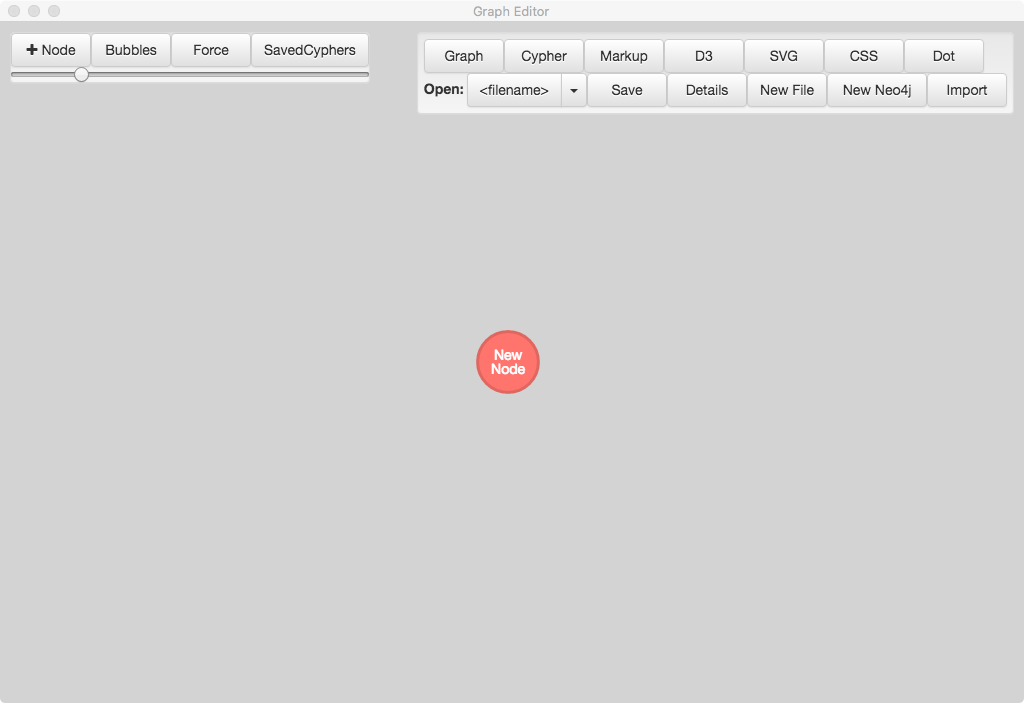 Graph Editor
Node Bubbles Force SavedCyphers
Graph Cypher Markup D3 SVG CSS Dot
Open: <filename> Save Details New File New Neo4j Import
New
Node